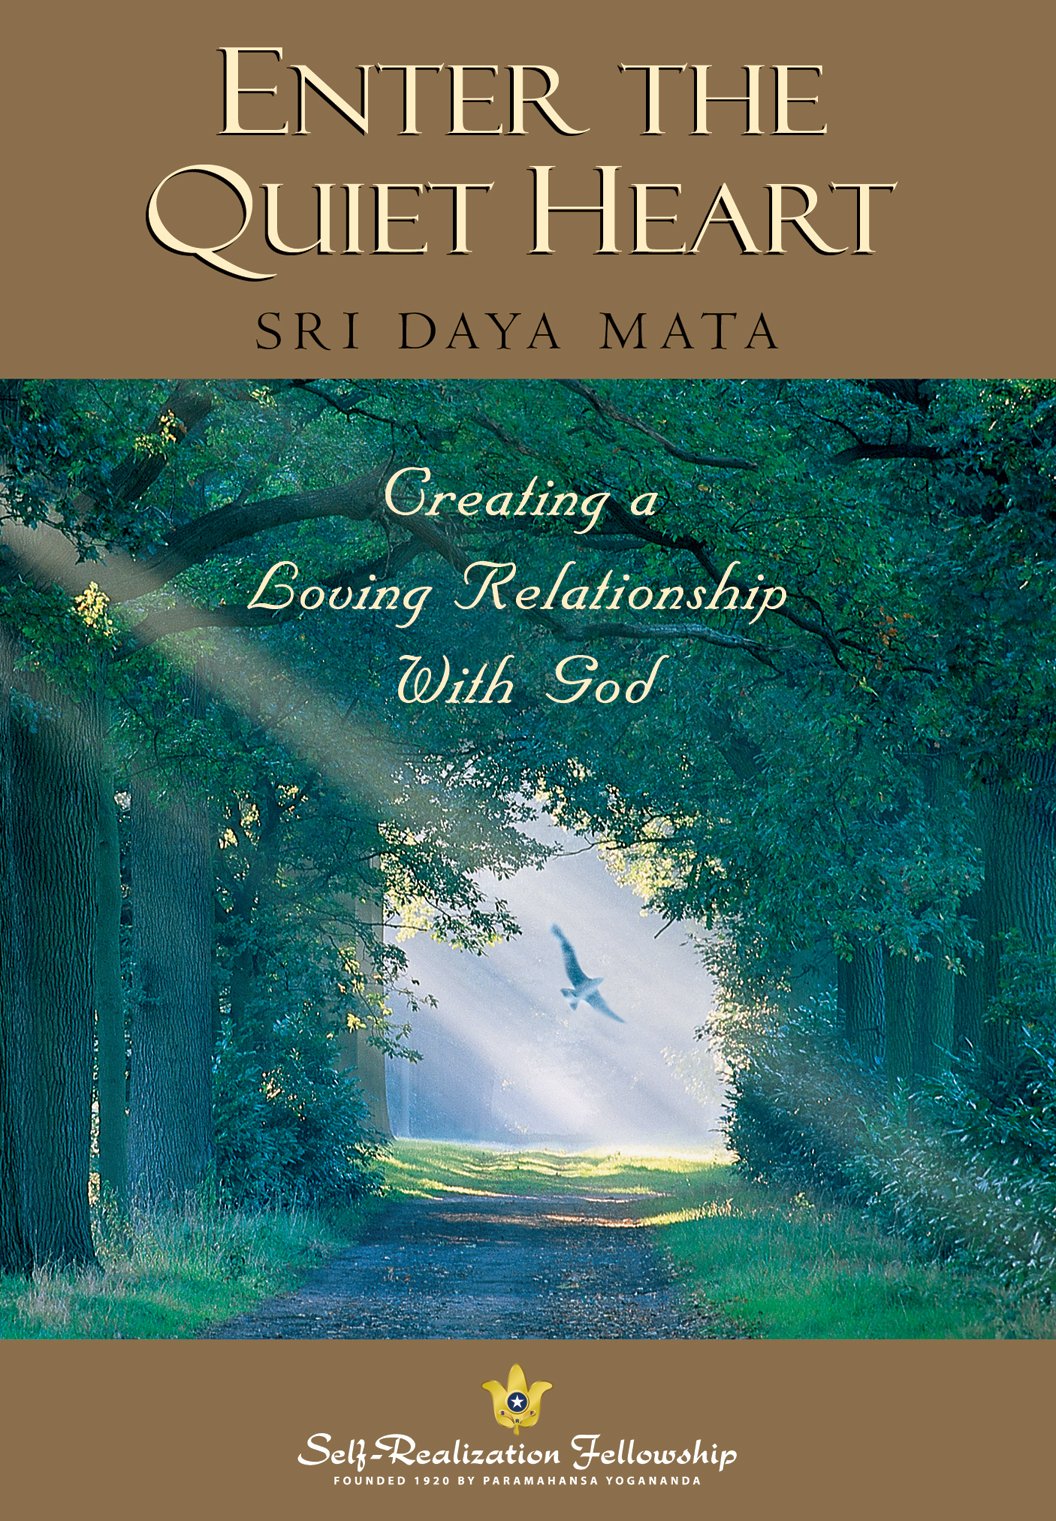 ENTER THE
QUIET HEART
SRI DAYA MATA
Creating a
Loving Relationship
With God
Self-Realization Fellowship
FOUNDED 1920 BY PARAMAHANSA YOGANANDA